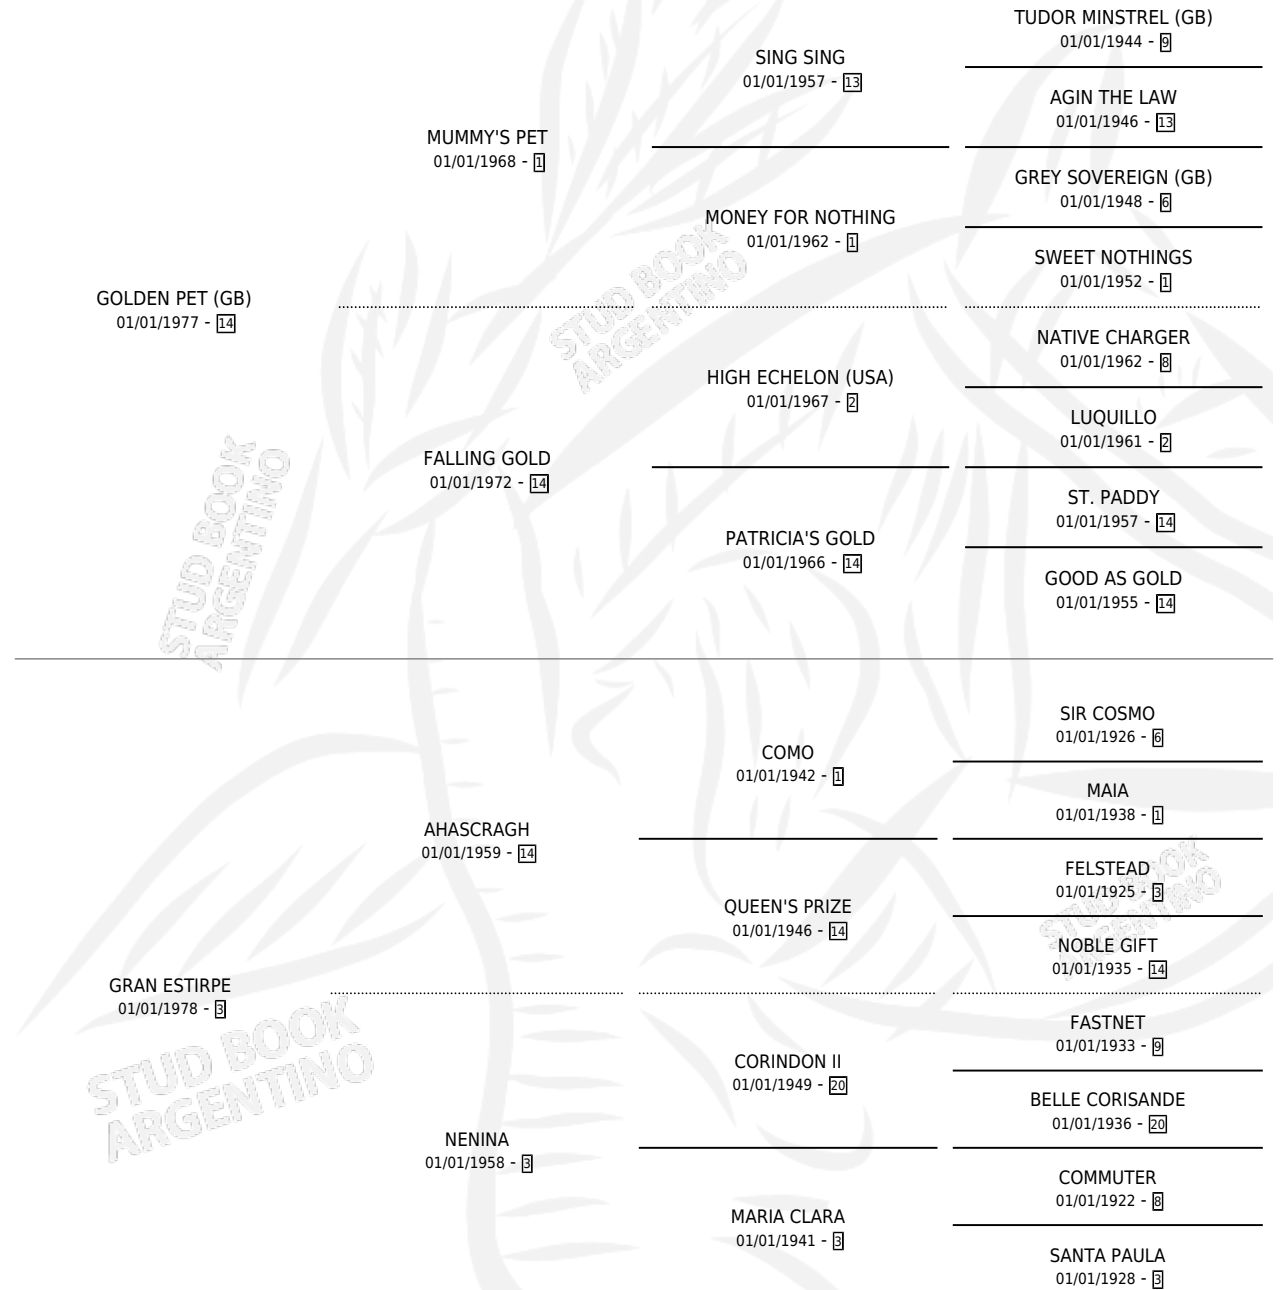 TUDOR MINSTREL (GB)
01/01/1944 - 9
SING SING
01/01/1957 - 13
AGIN THE LAW
01/01/1946 - 13
MUMMY'S PET
01/01/1968 - 1
GREY SOVEREIGN (GB)
01/01/1948 - 6
MONEY FOR NOTHING
01/01/1962 - 1
SWEET NOTHINGS
01/01/1952 - 1
GOLDEN PET (GB)
01/01/1977 - 14
NATIVE CHARGER
01/01/1962 - 8
HIGH ECHELON (USA)
01/01/1967 - 2
LUQUILLO
01/01/1961 - 2
FALLING GOLD
01/01/1972 - 14
ST. PADDY
01/01/1957 - 14
PATRICIA'S GOLD
01/01/1966 - 14
GOOD AS GOLD
01/01/1955 - 14
SIR COSMO
01/01/1926 - 6
COMO
01/01/1942 - 1
MAIA
01/01/1938 - 1
AHASCRAGH
01/01/1959 - 14
FELSTEAD
01/01/1925 - 3
QUEEN'S PRIZE
01/01/1946 - 14
NOBLE GIFT
01/01/1935 - 14
GRAN ESTIRPE
01/01/1978 - 3
FASTNET
01/01/1933 - 9
CORINDON II
01/01/1949 - 20
BELLE CORISANDE
01/01/1936 - 20
NENINA
01/01/1958 - 3
COMMUTER
01/01/1922 - 8
MARIA CLARA
01/01/1941 - 3
SANTA PAULA
01/01/1928 - 3
STUD BOOK
ARGENTINO
STUD BOOK
ARGENTINO
STUD BOOK
ARGENTINO
STUD BOOK
ARGENTINO